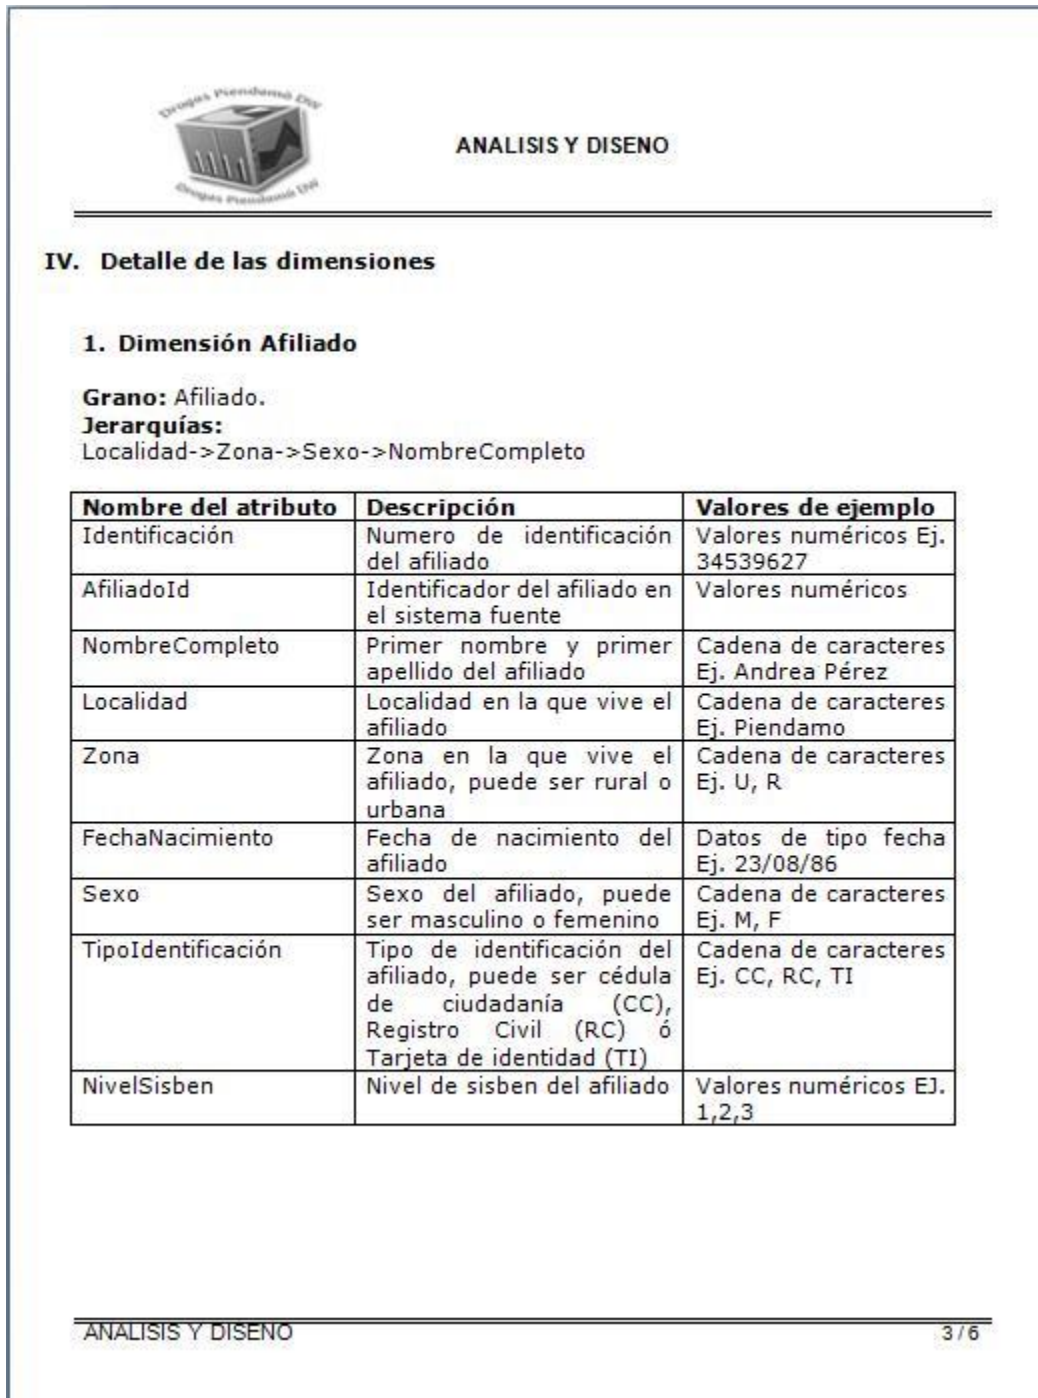 Drogas Piendamó DW
ANALISIS Y DISENO
Drogas Piendamó DW
IV. Detalle de las dimensiones
1. Dimensión Afiliado
Grano: Afiliado.
Jerarquías:
Localidad->Zona->Sexo->NombreCompleto
Nombre del atributo Descripción Valores de ejemplo
Identificación Numero de identificación Valores numéricos Ej.
del afiliado 34539627
AfiliadoId Identificador del afiliado en Valores numéricos
el sistema fuente
NombreCompleto Primer nombre y primer Cadena de caracteres
apellido del afiliado Ej. Andrea Pérez
Localidad Localidad en la que vive el Cadena de caracteres
afiliado Ej. Piendamo
Zona Zona en la que vive el Cadena de caracteres
afiliado, puede ser rural o Ej. U, R
urbana
FechaNacimiento Fecha de nacimiento del Datos de tipo fecha
afiliado Ej. 23/08/86
Sexo Sexo del afiliado, puede Cadena de caracteres
ser masculino o femenino Ej. M, F
TipoIdentificación Tipo de identificación del Cadena de caracteres
afiliado, puede ser cédula Ej. CC, RC, TI
de ciudadanía (CC),
Registro Civil (RC) ó
Tarjeta de identidad (TI)
NivelSisben Nivel de sisben del afiliado Valores numéricos EJ.
1,2,3
ANALISIS Y DISENO 3 / 6